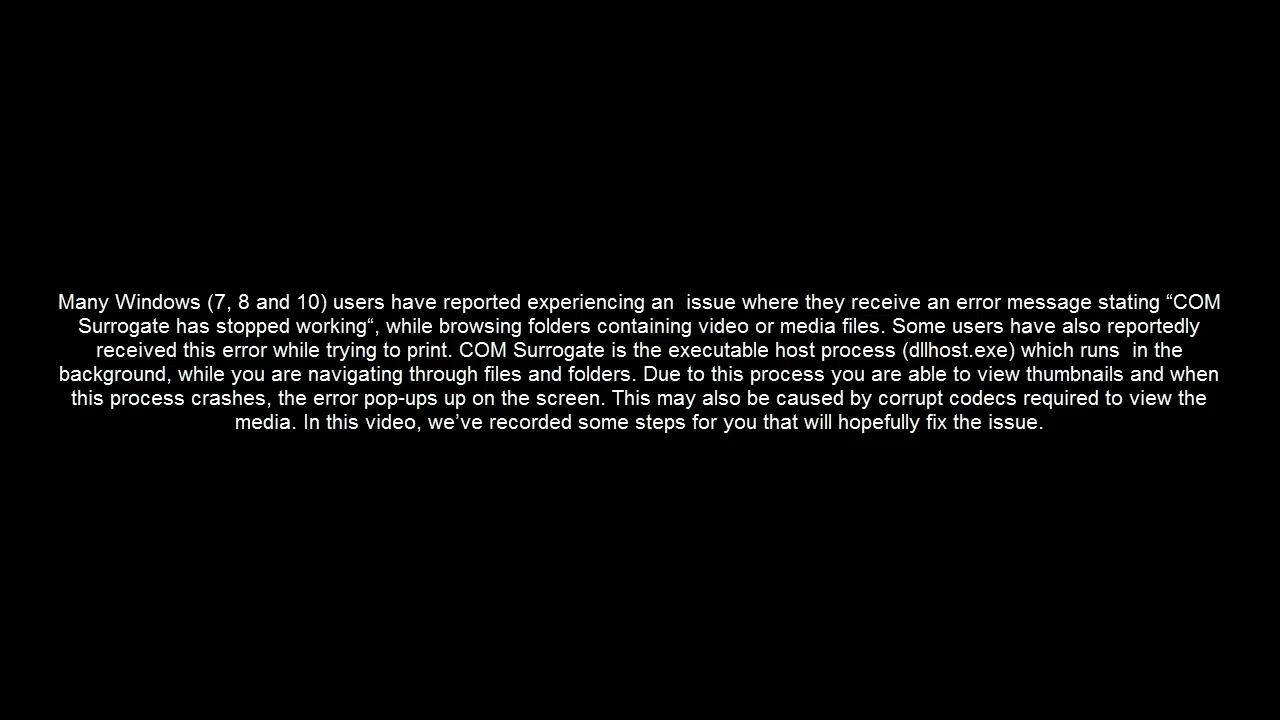 Many Windows (7, 8 and 10) users have reported experiencing an  issue where they receive an error message stating “COM
Surrogate has stopped working“, while browsing folders containing video or media files. Some users have also reportedly
received this error while trying to print. COM Surrogate is the executable host process (dllhost.exe) which runs  in the
background, while you are navigating through files and folders. Due to this process you are able to view thumbnails and when
this process crashes, the error pop-ups up on the screen. This may also be caused by corrupt codecs required to view the
media. In this video, we’ve recorded some steps for you that will hopefully fix the issue.